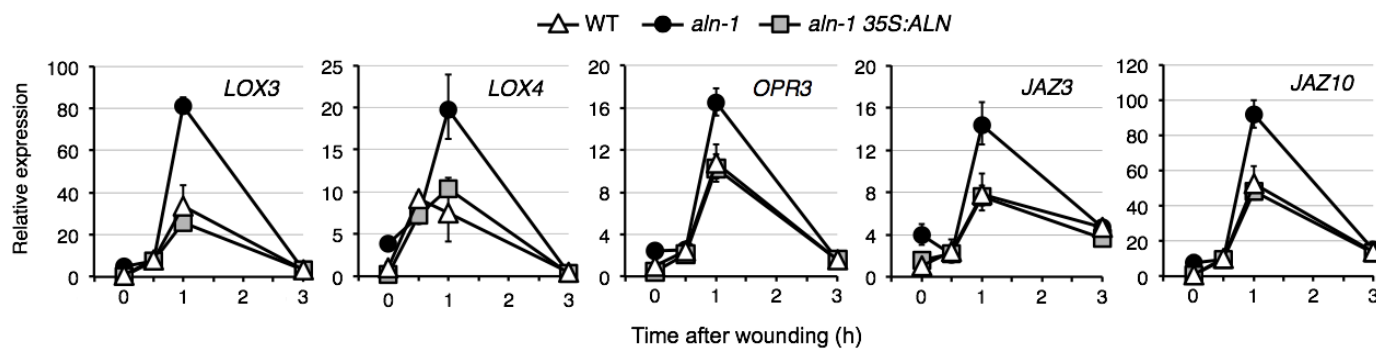 WT aln-1 aln-1 35S:ALN
Relative expression
LOX3
100
80
60
40
20
0
0 1 2 3
LOX4
25
20
15
10
5
0
0 1 2 3
OPR3
20
16
12
8
4
0
0 1 2 3
JAZ3
20
16
12
8
4
0
0 1 2 3
JAZ10
120
100
80
60
40
20
0
0 1 2 3
Time after wounding (h)